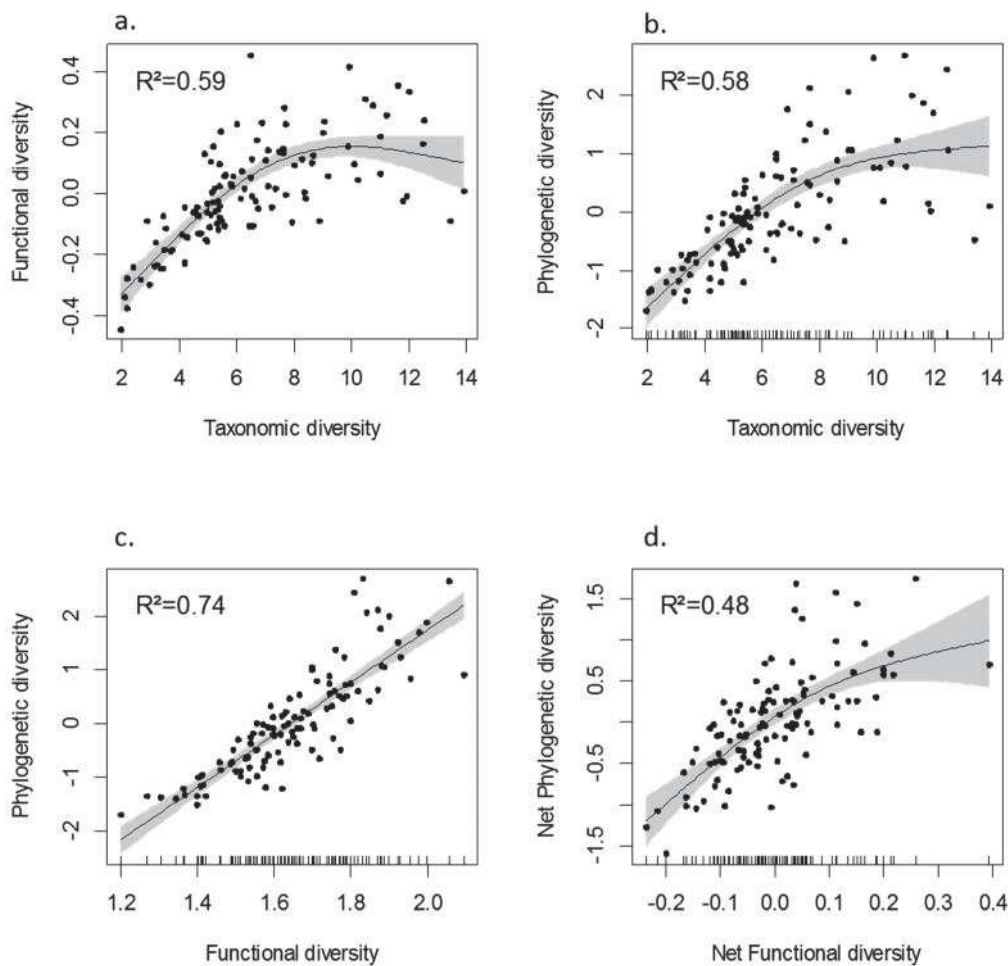 a.
R²=0.59
Functional diversity
0.4
0.2
0.0
-0.2
-0.4
2 4 6 8 10 12 14
Taxonomic diversity
b.
R²=0.58
Phylogenetic diversity
2
1
0
-1
-2
2 4 6 8 10 12 14
Taxonomic diversity
c.
R²=0.74
Phylogenetic diversity
2
1
0
-1
-2
1.2 1.4 1.6 1.8 2.0
Functional diversity
d.
R²=0.48
Net Phylogenetic diversity
1.5
0.5
-0.5
-1.5
-0.2 -0.1 0.0 0.1 0.2 0.3 0.4
Net Functional diversity